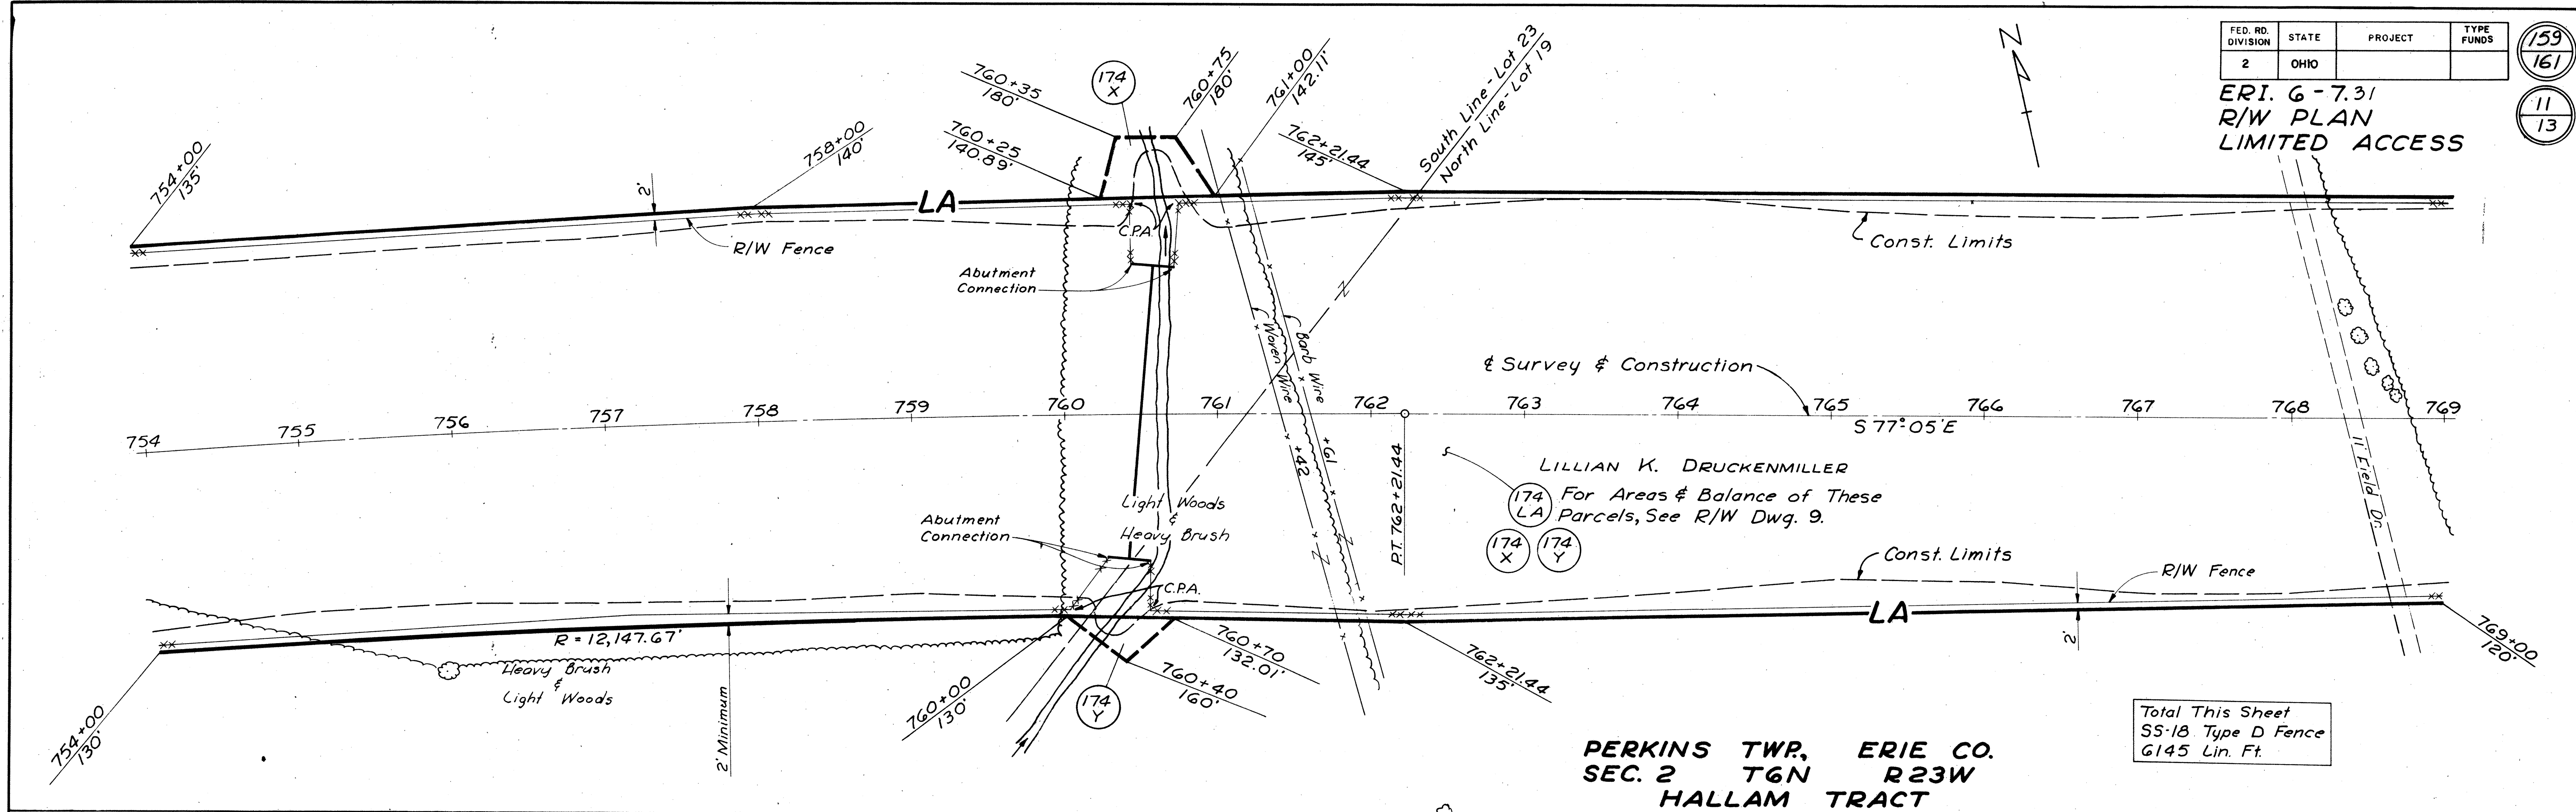 FED. RD. DIVISION STATE PROJECT TYPE FUNDS
2 OHIO
159
161
11
13
ERI. 6-7.31
R/W PLAN
LIMITED ACCESS
N
754+00
135'
2'
R/W Fence
758+00
140'
LA
760+35
180'
760+25
140.89'
174
X
760+75
180'
761+00
142.11'
762+21.44
145'
South Line - Lot 23
North Line - Lot 19
C.P.A.
Abutment
Connection
Const. Limits
Woven Wire
Barb Wire
+42
+61
₵ Survey & Construction
754 755 756 757 758 759 760 761 762 763 764 765 766 767 768 769
S 77° 05' E
P.T. 762+21.44
11' Field Dr.
LILLIAN K. DRUCKENMILLER
174
LA
For Areas & Balance of These
Parcels, See R/W Dwg. 9.
174
X
174
Y
Light Woods
&
Heavy Brush
Abutment
Connection
C.P.A.
Const. Limits
R/W Fence
LA
2'
R = 12,147.67'
Heavy Brush
&
Light Woods
2' Minimum
754+00
130'
760+00
130'
174
Y
760+40
160'
760+70
132.01'
762+21.44
135'
769+00
120'
Total This Sheet
SS-18 Type D Fence
6145 Lin. Ft.
PERKINS TWP., ERIE CO.
SEC. 2 T6N R23W
HALLAM TRACT